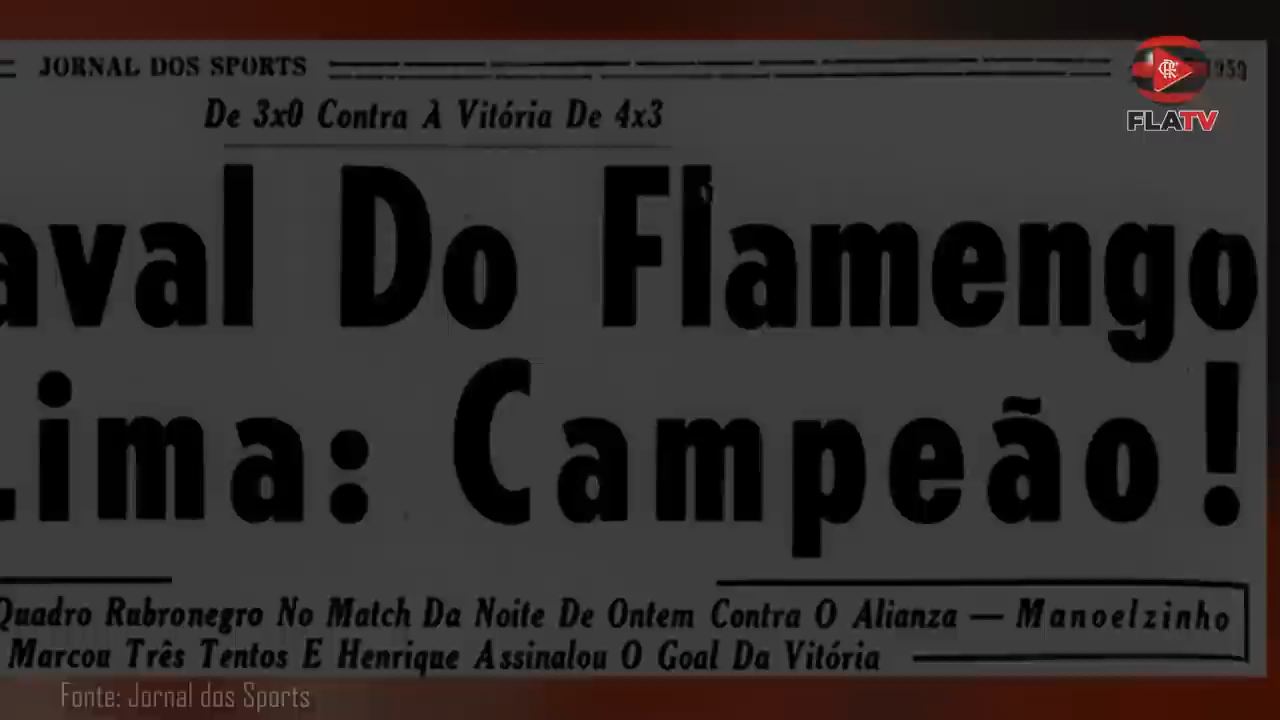 JORNAL DOS SPORTS
1959
FLATV
De 3x0 Contra À Vitória De 4x3
aval Do Flamengo
Lima: Campeão!
Quadro Rubronegro No Match Da Noite De Ontem Contra O Alianza — Manoelzinho
Marcou Três Tentos E Henrique Assinalou O Goal Da Vitória
Fonte: Jornal dos Sports